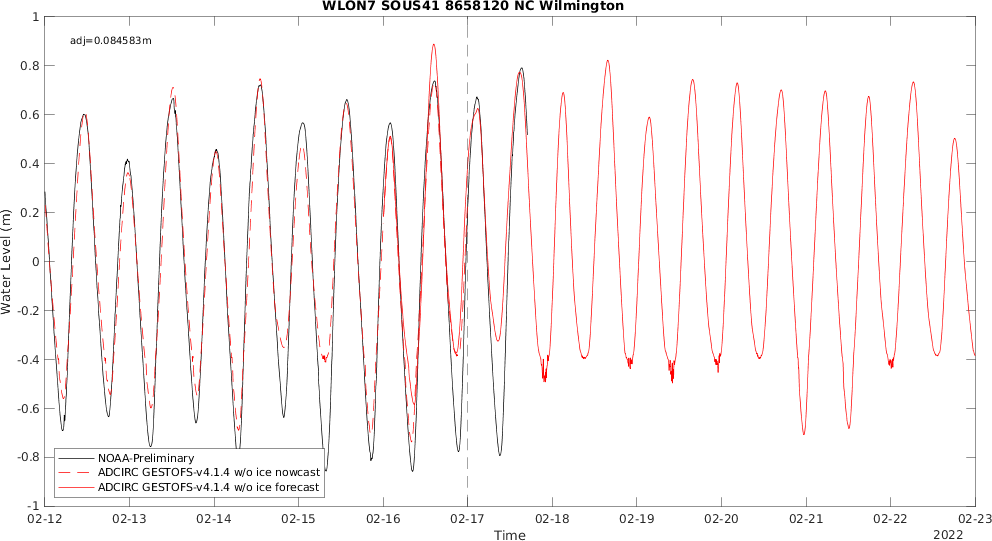 WLON7 SOUS41 8658120 NC Wilmington
adj=0.084583m
1
0.8
0.6
0.4
0.2
0
-0.2
-0.4
-0.6
-0.8
-1
Water Level (m)
NOAA-Preliminary
ADCIRC GESTOFS-v4.1.4 w/o ice nowcast
ADCIRC GESTOFS-v4.1.4 w/o ice forecast
02-12 02-13 02-14 02-15 02-16 02-17 02-18 02-19 02-20 02-21 02-22 02-23
Time
2022